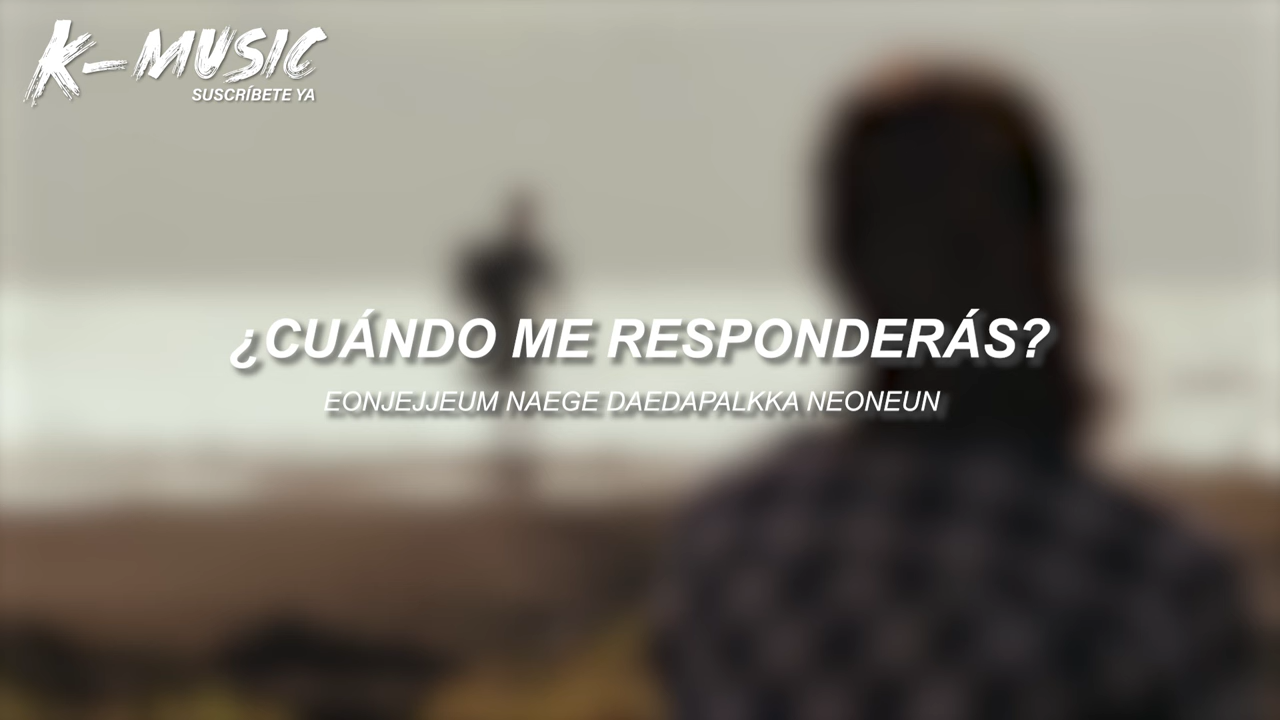 K-MUSIC
SUSCRÍBETE YA
¿CUÁNDO ME RESPONDERÁS?
EONJEJJEUM NAEGE DAEDAPALKKA NEONEUN